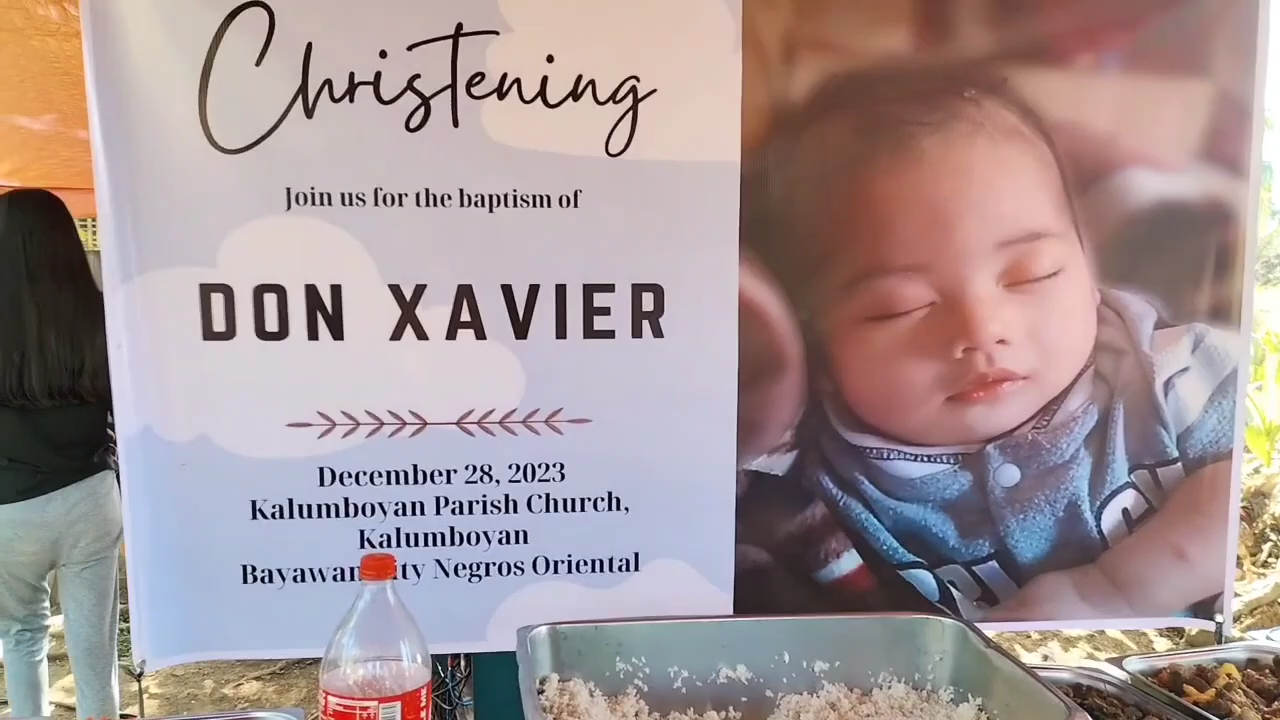 Christening
Join us for the baptism of
DON XAVIER
December 28, 2023
Kalumboyan Parish Church,
Kalumboyan
Bayawan ity Negros Oriental